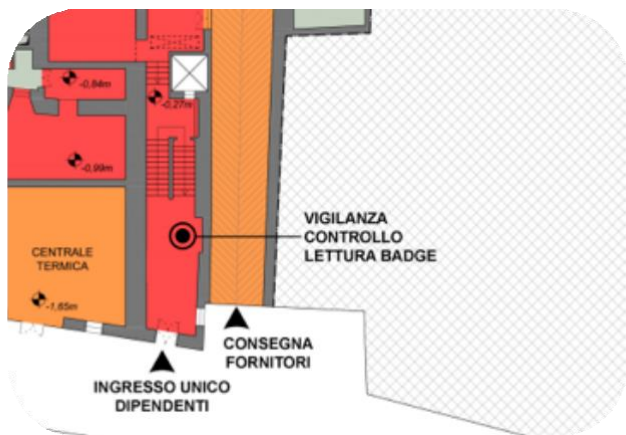 -0,84m
-0,27m
-0,99m
VIGILANZA
CONTROLLO
LETTURA BADGE
CENTRALE
TERMICA
-1,65m
CONSEGNA
FORNITORI
INGRESSO UNICO
DIPENDENTI